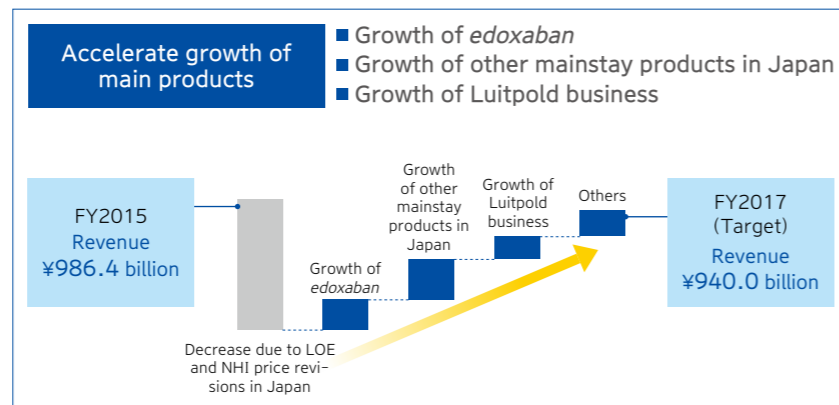 Accelerate growth of
main products
■ Growth of edoxaban
■ Growth of other mainstay products in Japan
■ Growth of Luitpold business
FY2015
Revenue
¥986.4 billion
Decrease due to LOE
and NHI price revi-
sions in Japan
Growth of
edoxaban
Growth
of other
mainstay
products in
Japan
Growth of
Luitpold
business
Others
FY2017
(Target)
Revenue
¥940.0 billion